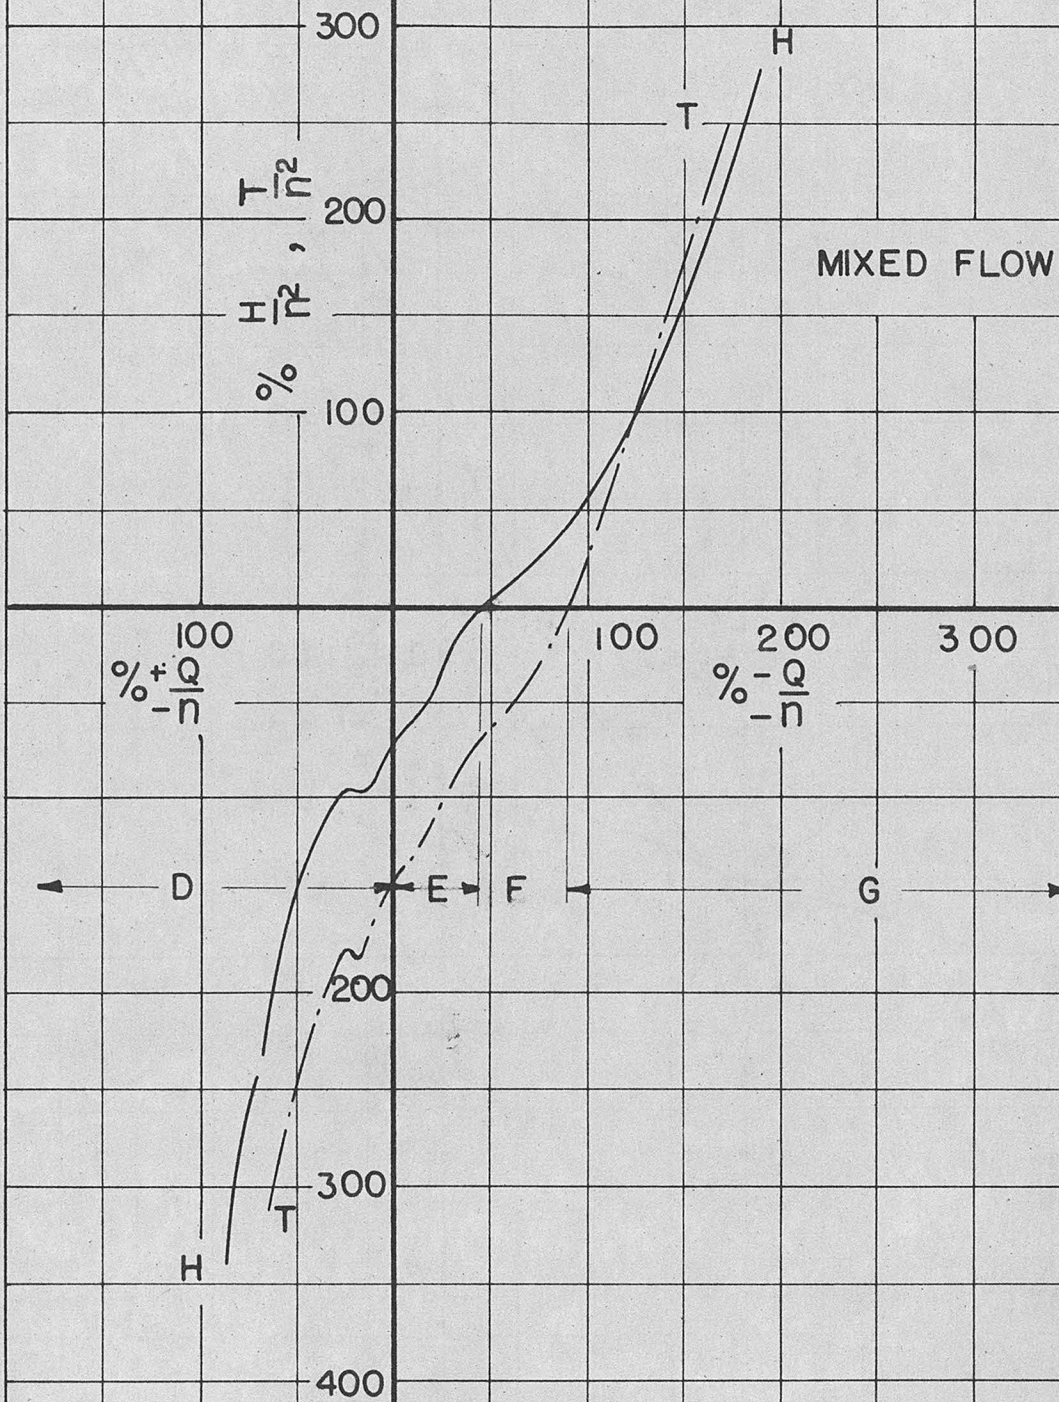 300
H
T
% H/n², T/n²
200
MIXED FLOW
100
100
100 200 300
% +Q/-n
% -Q/-n
D E F G
200
300
T
H
400